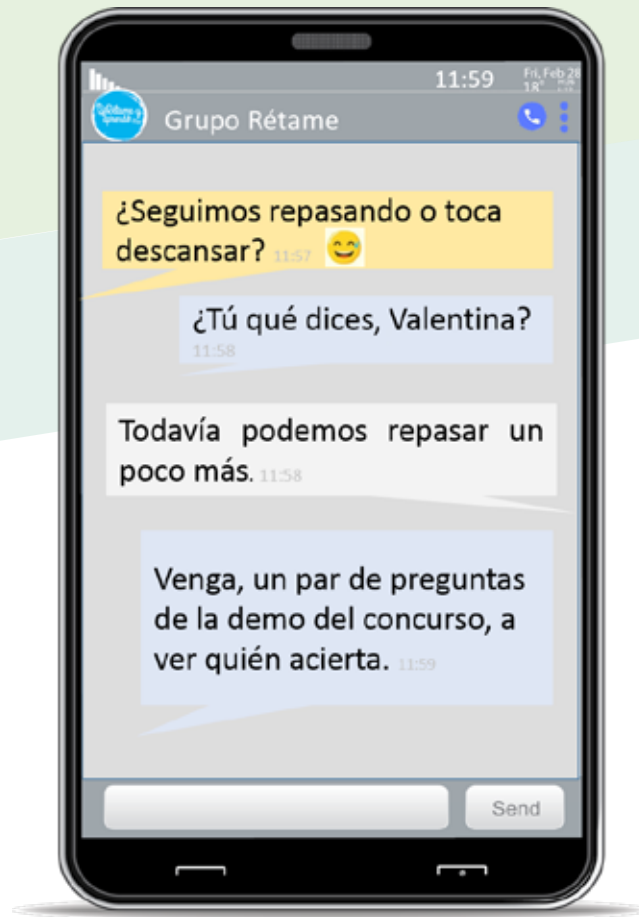 11:59 Fri, Feb 28
18°
Grupo Rétame
¿Seguimos repasando o toca
descansar? 11:57
¿Tú qué dices, Valentina?
11:58
Todavía podemos repasar un
poco más. 11:58
Venga, un par de preguntas
de la demo del concurso, a
ver quién acierta. 11:59
Send